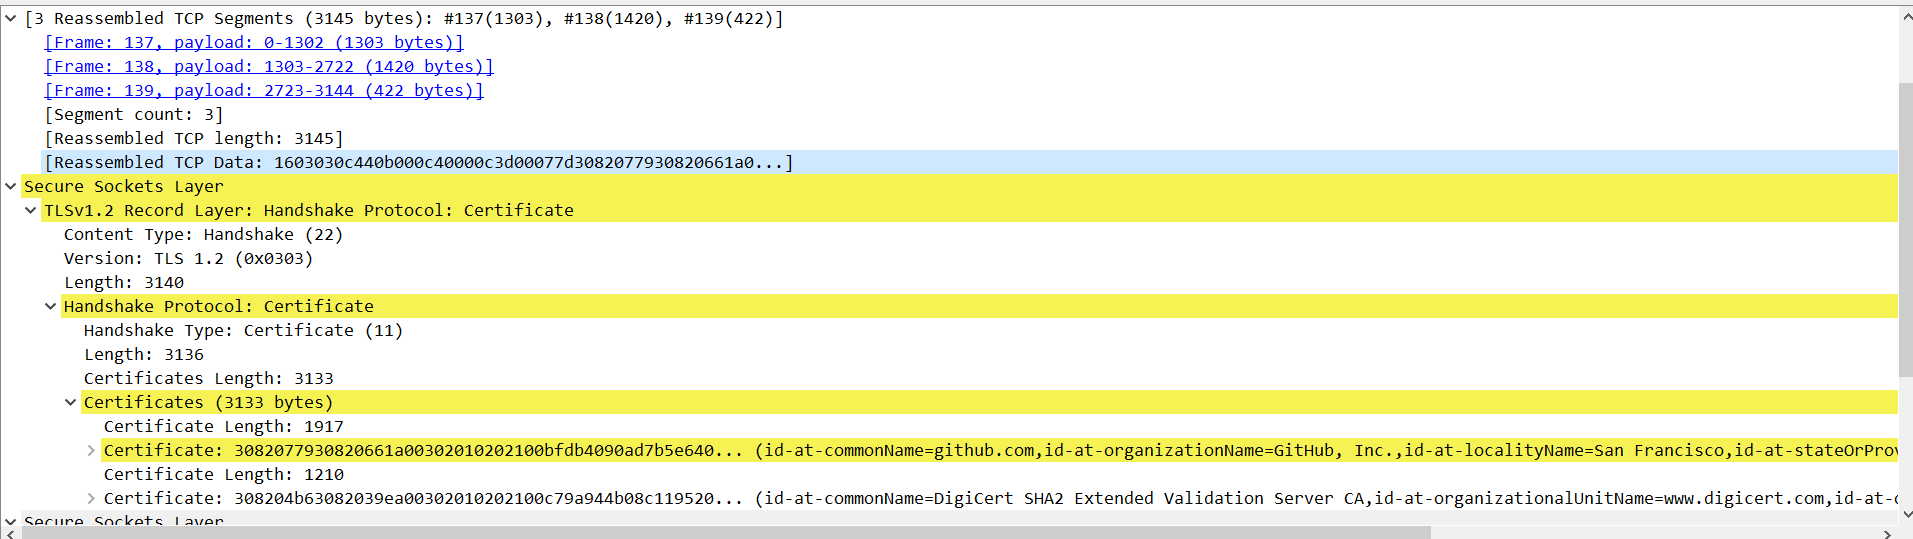 [3 Reassembled TCP Segments (3145 bytes): #137(1303), #138(1420), #139(422)]
[Frame: 137, payload: 0-1302 (1303 bytes)]
[Frame: 138, payload: 1303-2722 (1420 bytes)]
[Frame: 139, payload: 2723-3144 (422 bytes)]
[Segment count: 3]
[Reassembled TCP length: 3145]
[Reassembled TCP Data: 1603030c440b000c40000c3d00077d3082077930820661a0...]
Secure Sockets Layer
TLSv1.2 Record Layer: Handshake Protocol: Certificate
Content Type: Handshake (22)
Version: TLS 1.2 (0x0303)
Length: 3140
Handshake Protocol: Certificate
Handshake Type: Certificate (11)
Length: 3136
Certificates Length: 3133
Certificates (3133 bytes)
Certificate Length: 1917
Certificate: 3082077930820661a00302010202100bfdb4090ad7b5e640... (id-at-commonName=github.com,id-at-organizationName=GitHub, Inc.,id-at-localityName=San Francisco,id-at-stateOrProv
Certificate Length: 1210
Certificate: 308204b63082039ea00302010202100c79a944b08c119520... (id-at-commonName=DigiCert SHA2 Extended Validation Server CA,id-at-organizationalUnitName=www.digicert.com,id-at-o
Secure Sockets Layer